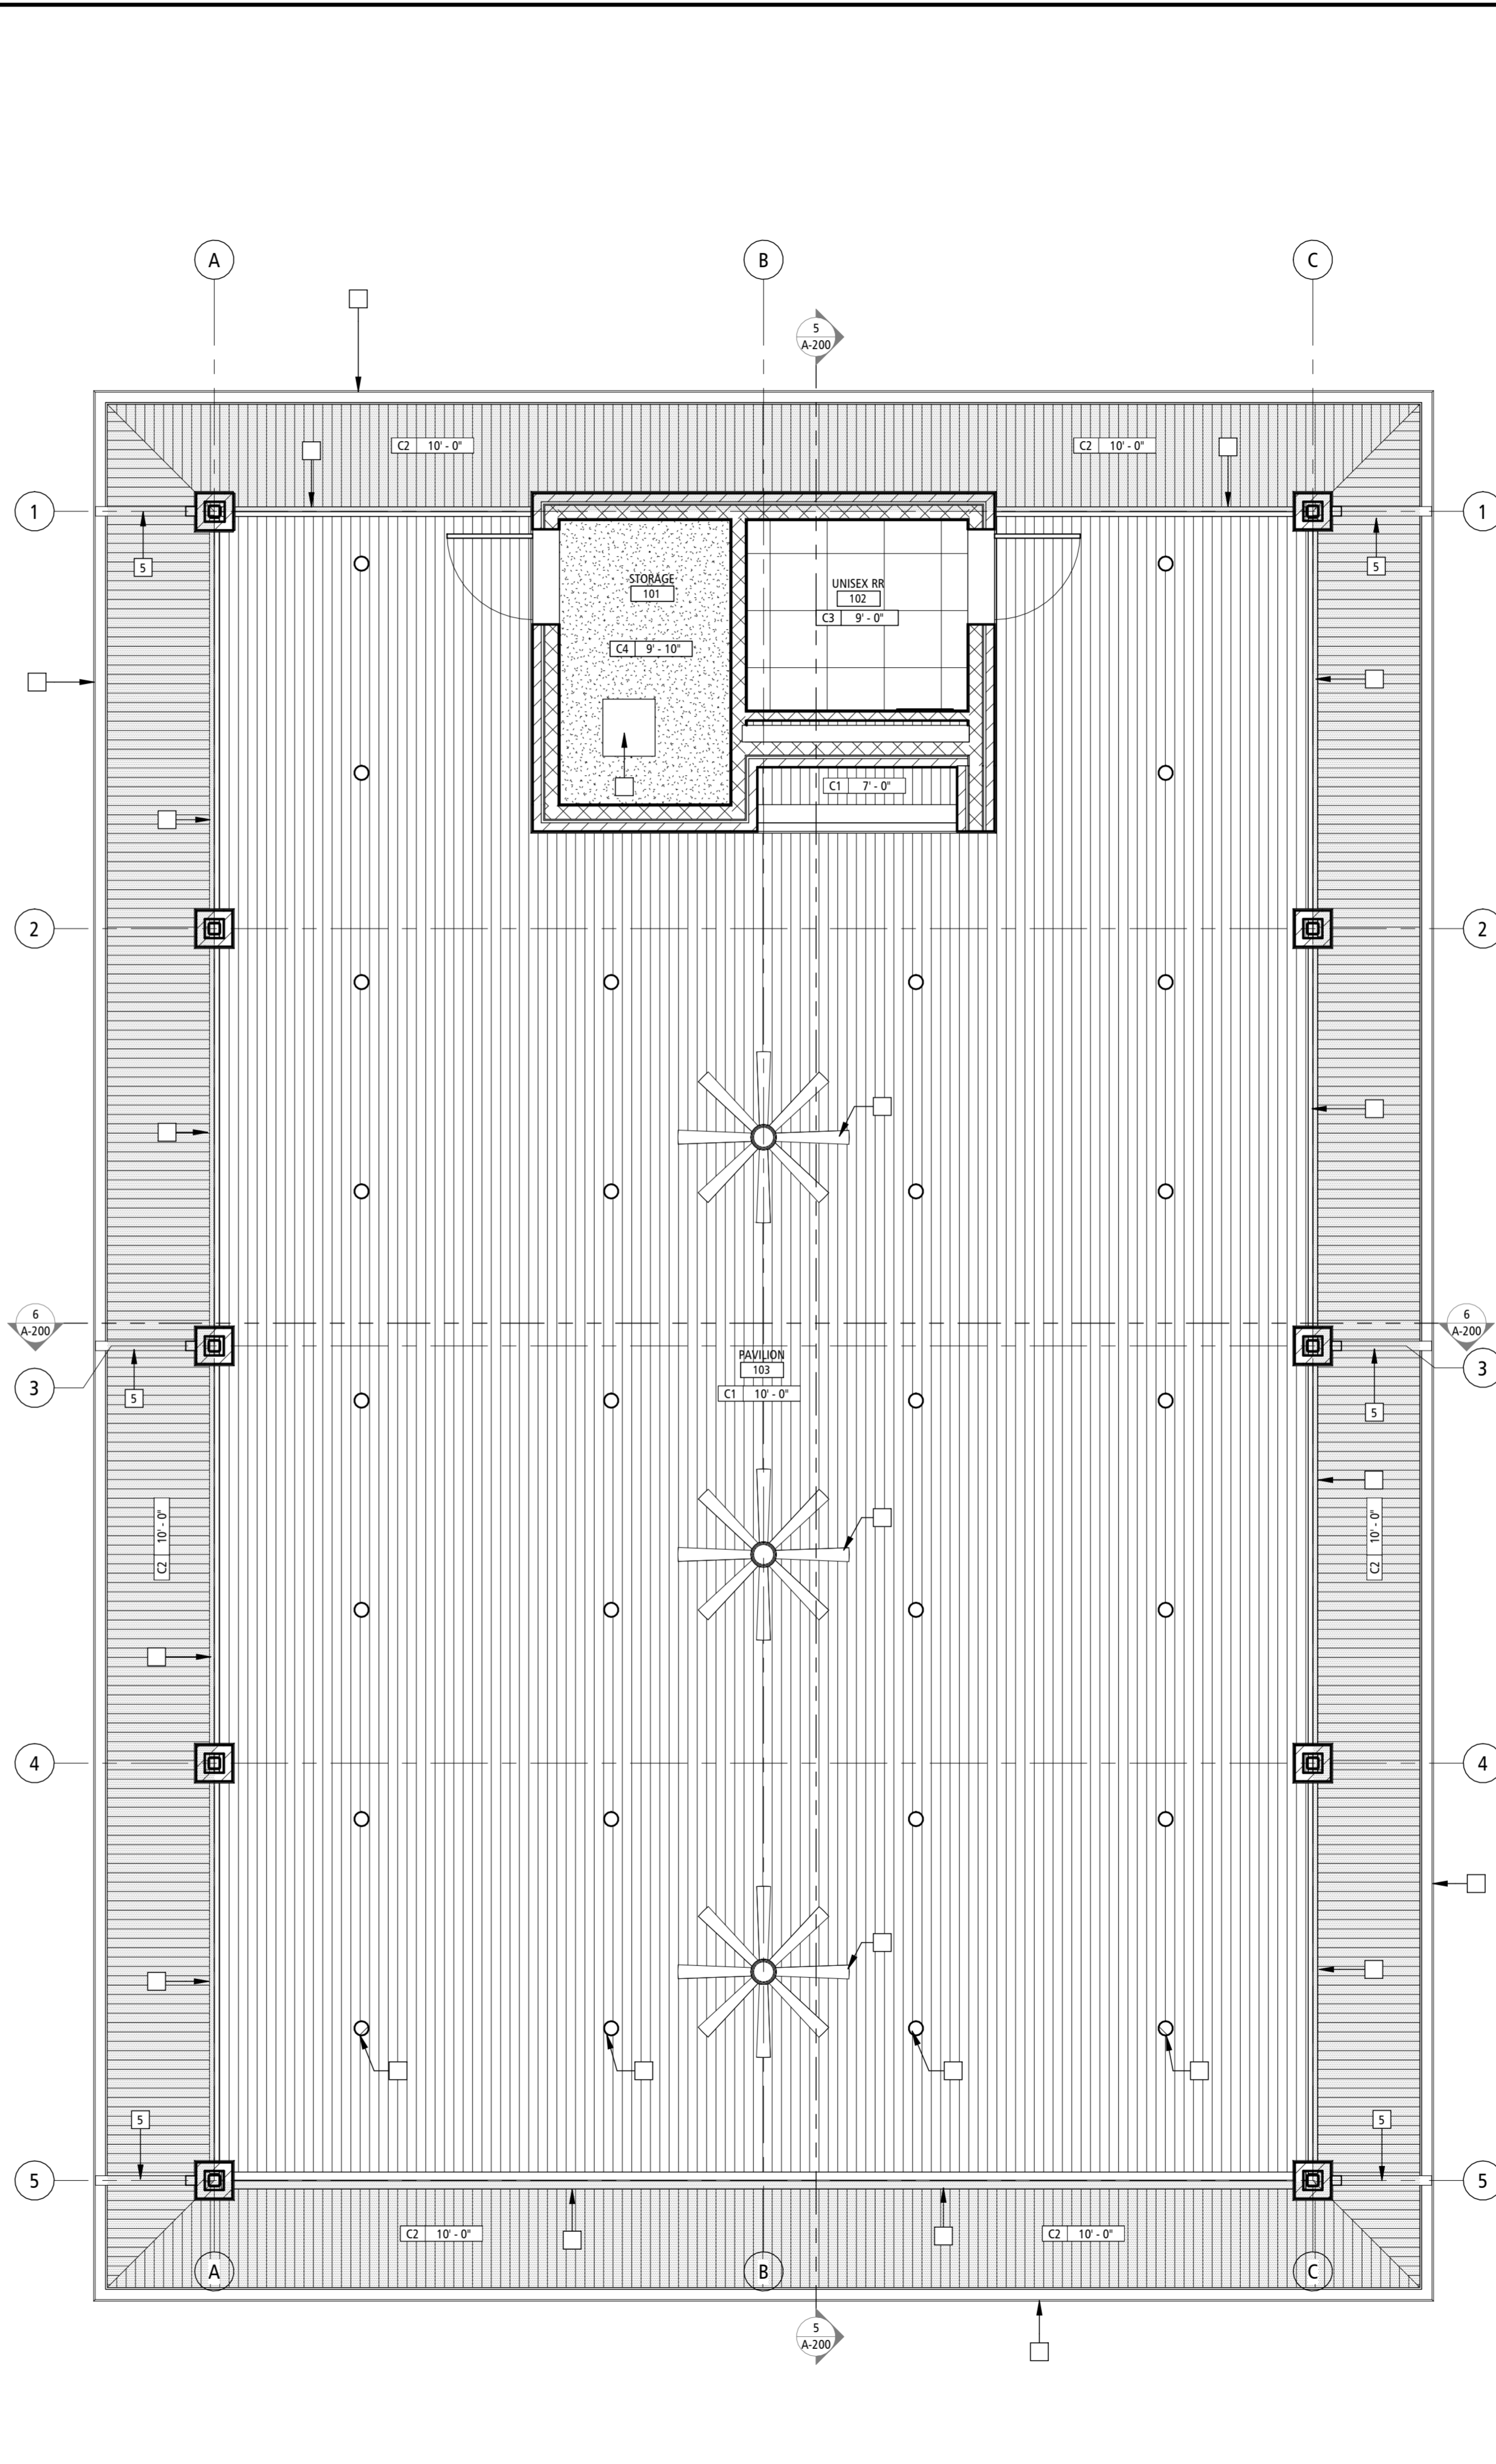 A
B
C
5
A-200
C2 10' - 0"
C2 10' - 0"
1
1
5
5
STORAGE
101
UNISEX RR
102
C3 9' - 0"
C4 9' - 10"
C1 7' - 0"
2
2
6
A-200
6
A-200
PAVILION
103
C1 10' - 0"
3
3
5
5
C2 10' - 0"
C2 10' - 0"
4
4
5
5
5
5
C2 10' - 0"
C2 10' - 0"
A
B
C
5
A-200